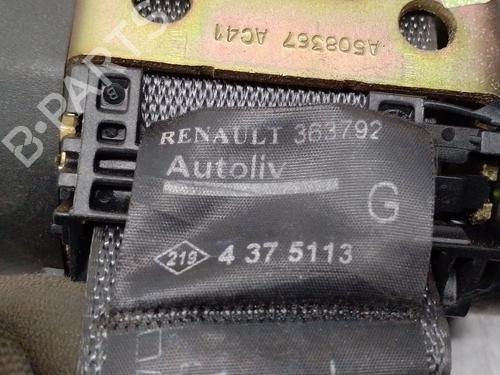 A508367 AC41
B-PARTS
RENAULT 363792
Autoliv
G
219 4 37 5113